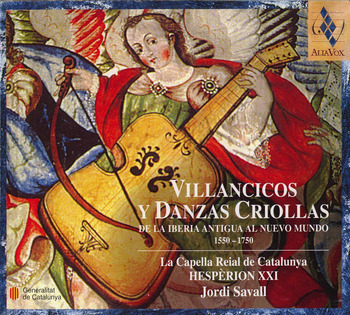 ALIAVOX
VILLANCICOS
Y DANZAS CRIOLLAS
DE LA IBERIA ANTIGUA AL NUEVO MUNDO
1550–1750
La Capella Reial de Catalunya
HESPÈRION XXI
Jordi Savall
Generalitat
de Catalunya